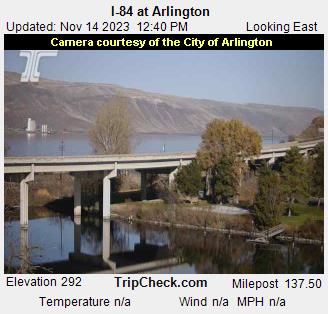 I-84 at Arlington
Updated: Nov 14 2023 12:40 PM Looking East
Camera courtesy of the City of Arlington
Elevation 292 TripCheck.com Milepost 137.50
Temperature n/a Wind n/a MPH n/a